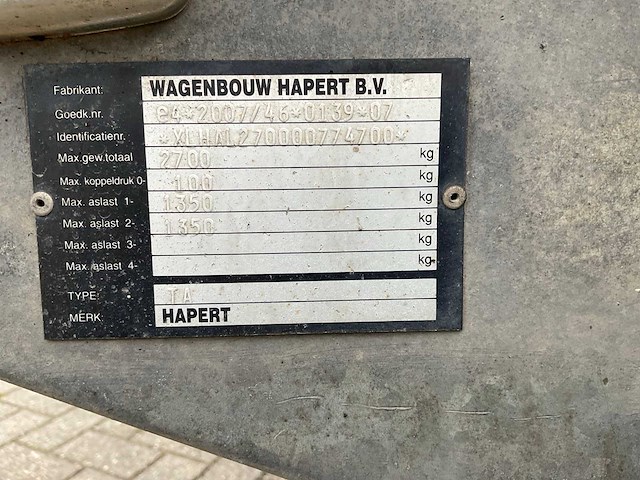 Fabrikant: WAGENBOUW HAPERT B.V.
Goedk.nr. e4*2007/46*0139*07
Identificatienr. *XLHAL270000774700*
Max.gew.totaal 2700 kg
Max. koppeldruk 0- 100 kg
Max. aslast 1- 1350 kg
Max. aslast 2- 1350 kg
Max. aslast 3- kg
Max. aslast 4- kg
TYPE: TA
MERK: HAPERT